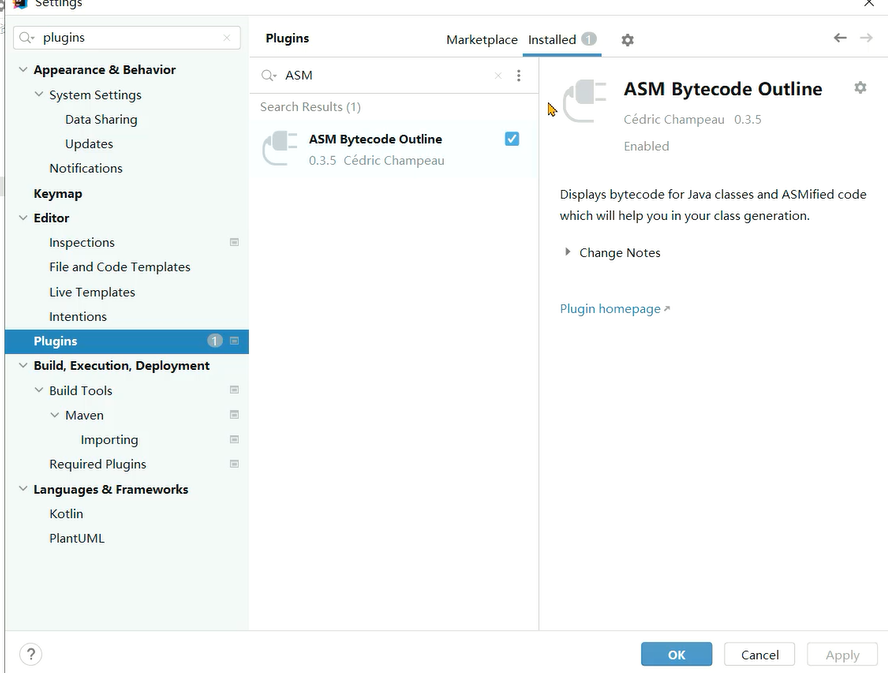 Settings
plugins
Appearance & Behavior
System Settings
Data Sharing
Updates
Notifications
Keymap
Editor
Inspections
File and Code Templates
Live Templates
Intentions
Plugins 1
Build, Execution, Deployment
Build Tools
Maven
Importing
Required Plugins
Languages & Frameworks
Kotlin
PlantUML
Plugins Marketplace Installed 1
ASM
Search Results (1)
ASM Bytecode Outline
0.3.5 Cédric Champeau
ASM Bytecode Outline
Cédric Champeau 0.3.5
Enabled
Displays bytecode for Java classes and ASMified code
which will help you in your class generation.
Change Notes
Plugin homepage ↗
?
OK Cancel Apply